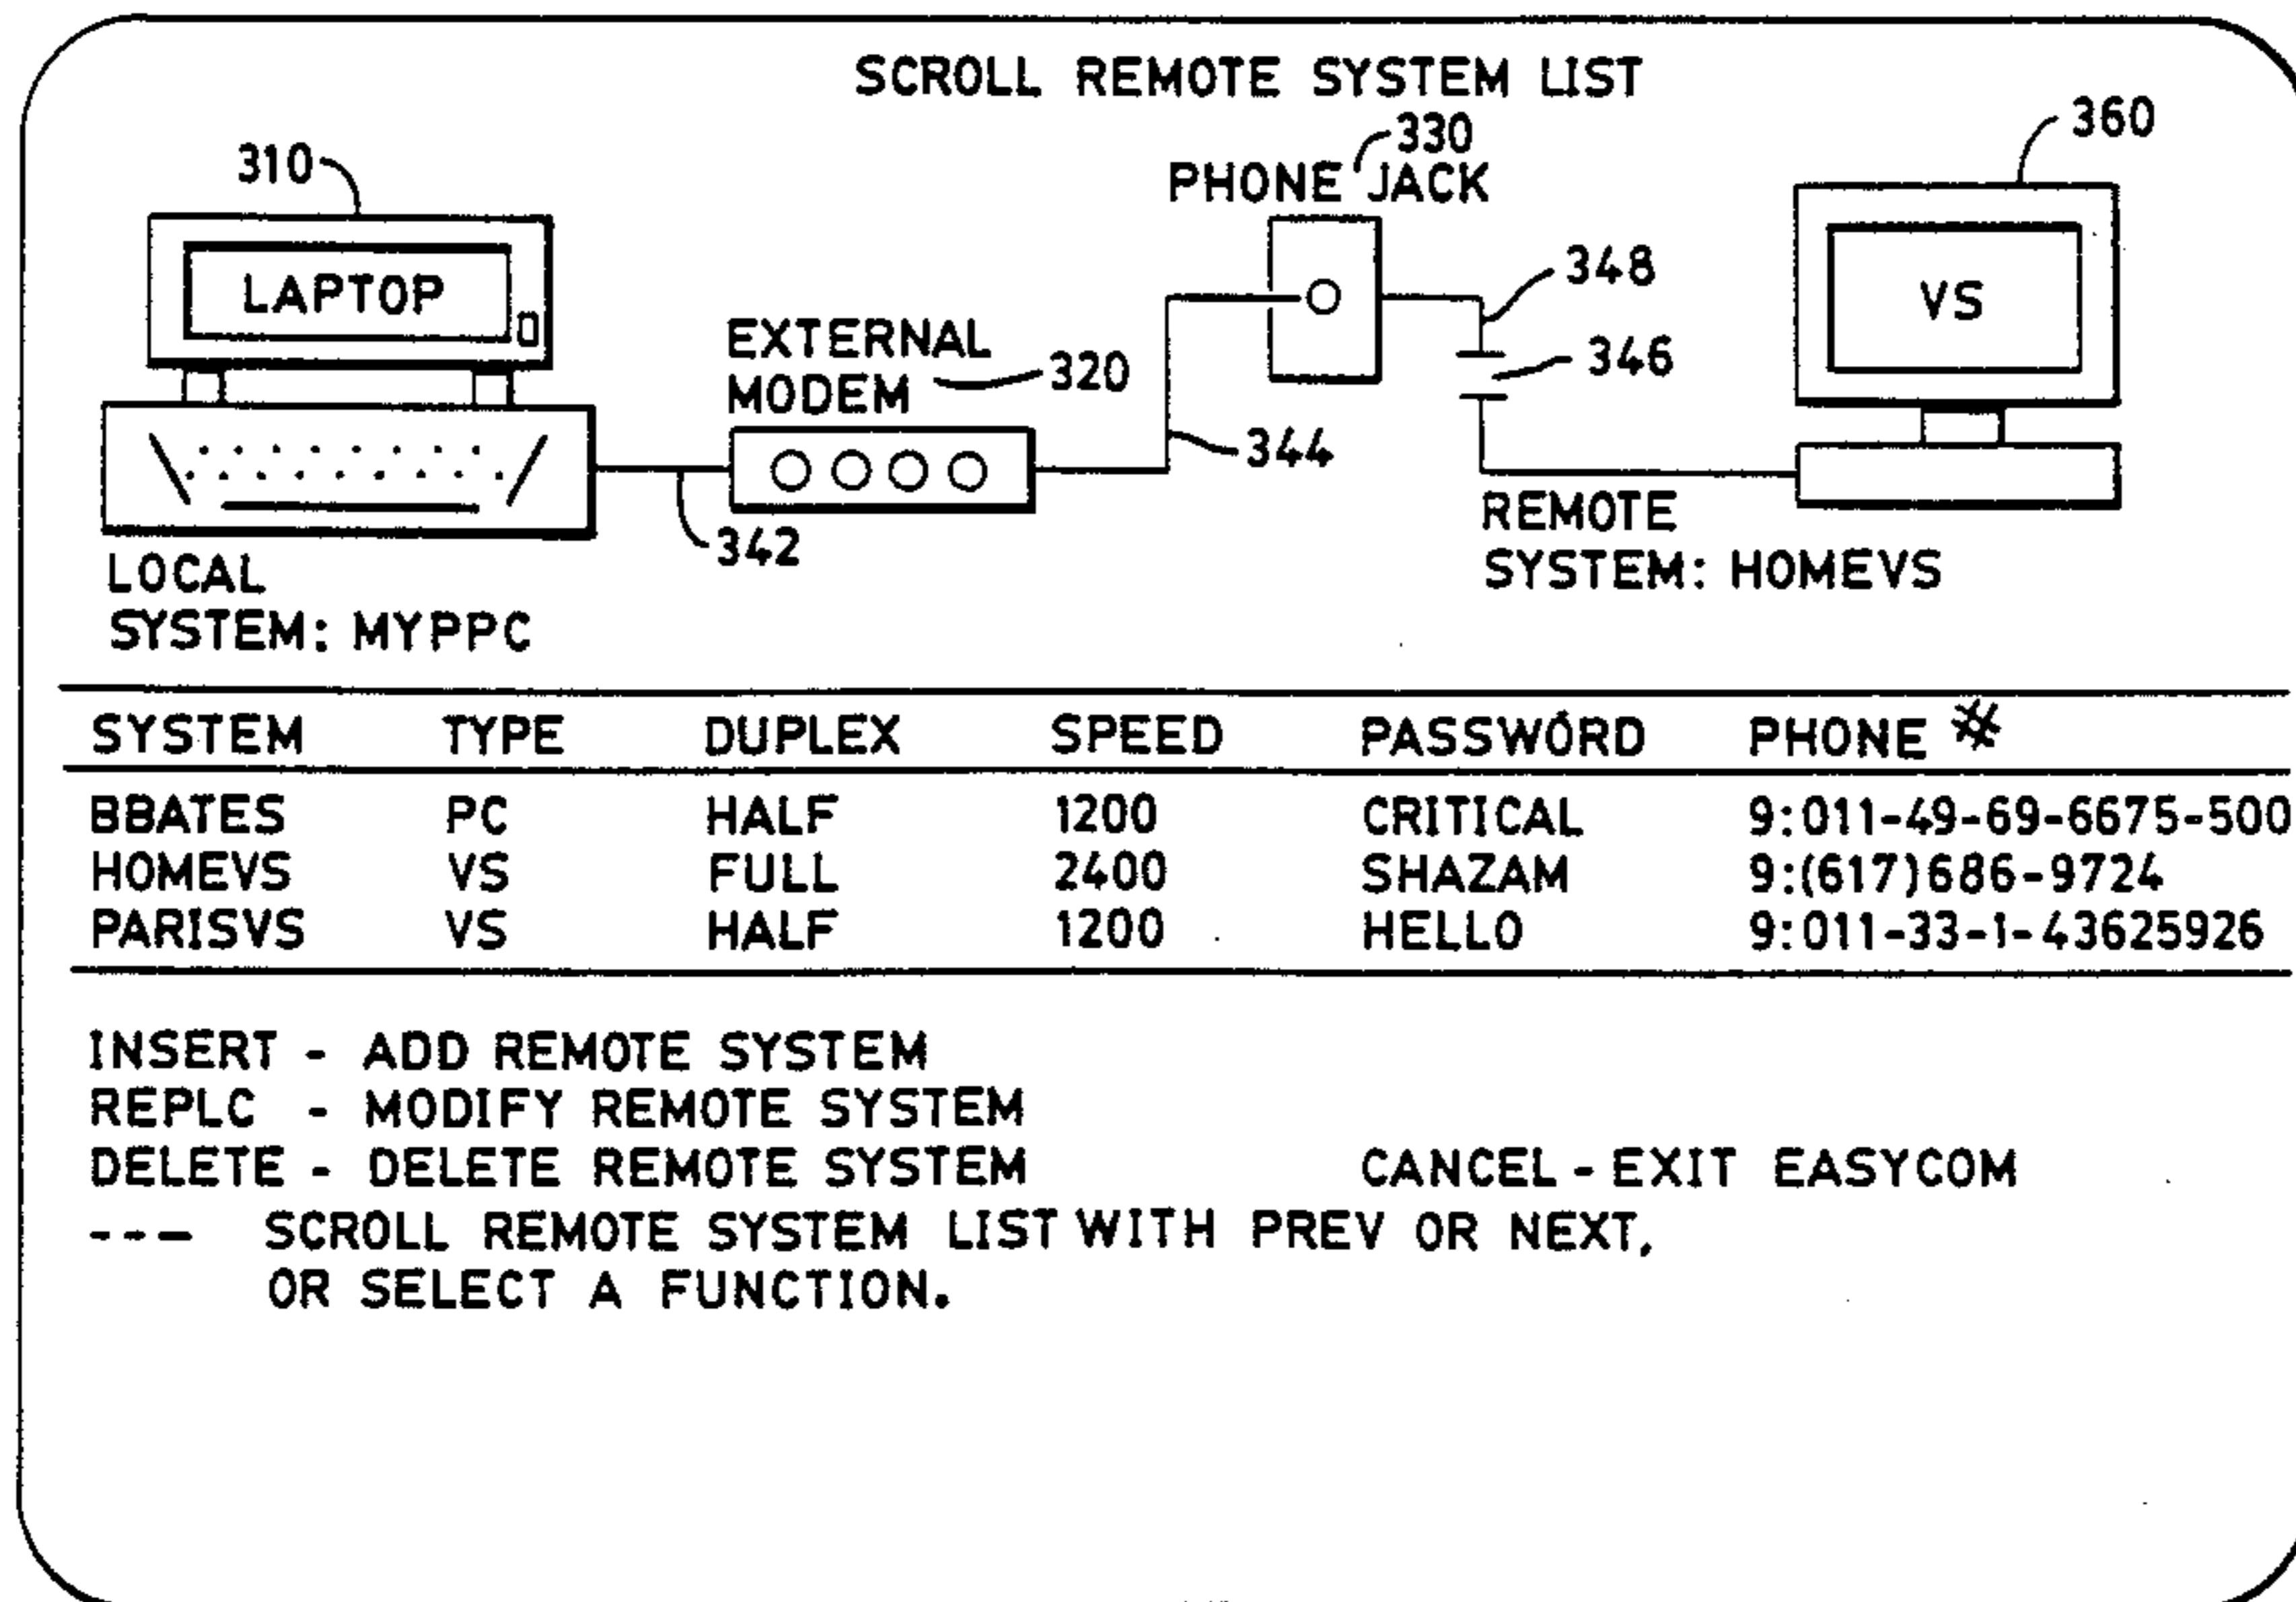 SCROLL REMOTE SYSTEM LIST
310
330
PHONE JACK
360
LAPTOP
EXTERNAL
MODEM
320
348
346
VS
344
342
LOCAL
SYSTEM: MYPPC
REMOTE
SYSTEM: HOMEVS
SYSTEM TYPE DUPLEX SPEED PASSWORD PHONE #
BBATES PC HALF 1200 CRITICAL 9:011-49-69-6675-500
HOMEVS VS FULL 2400 SHAZAM 9:(617)686-9724
PARISVS VS HALF 1200 HELLO 9:011-33-1-43625926
INSERT - ADD REMOTE SYSTEM
REPLC - MODIFY REMOTE SYSTEM
DELETE - DELETE REMOTE SYSTEM CANCEL - EXIT EASYCOM
--- SCROLL REMOTE SYSTEM LIST WITH PREV OR NEXT,
OR SELECT A FUNCTION.